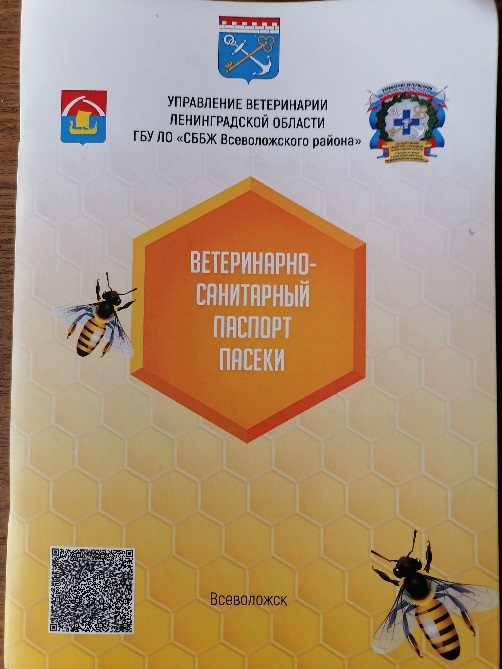 УПРАВЛЕНИЕ ВЕТЕРИНАРИИ
ЛЕНИНГРАДСКОЙ ОБЛАСТИ
ГБУ ЛО «СББЖ Всеволожского района»
ВЕТЕРИНАРНО-
САНИТАРНЫЙ
ПАСПОРТ
ПАСЕКИ
Всеволожск